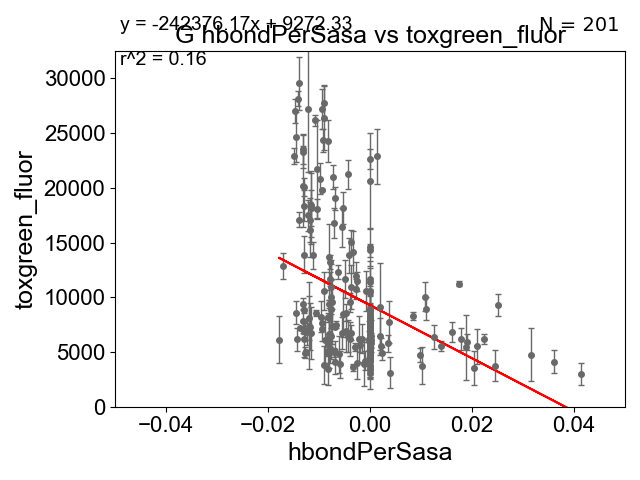 y = -242376.17x + 9272.33
N = 201
G hbondPerSasa vs toxgreen_fluor
r^2 = 0.16
30000
25000
20000
15000
10000
5000
0
toxgreen_fluor
−0.04
−0.02
0.00
0.02
0.04
hbondPerSasa